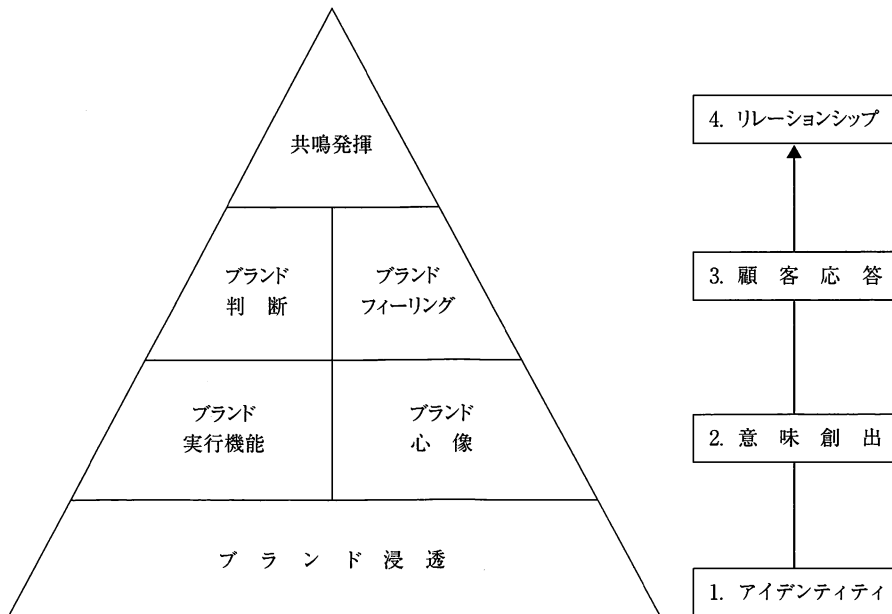 共鳴発揮
4. リレーションシップ
ブランド
判断
ブランド
フィーリング
3. 顧客応答
ブランド
実行機能
ブランド
心像
2. 意味創出
ブランド浸透
1. アイデンティティ